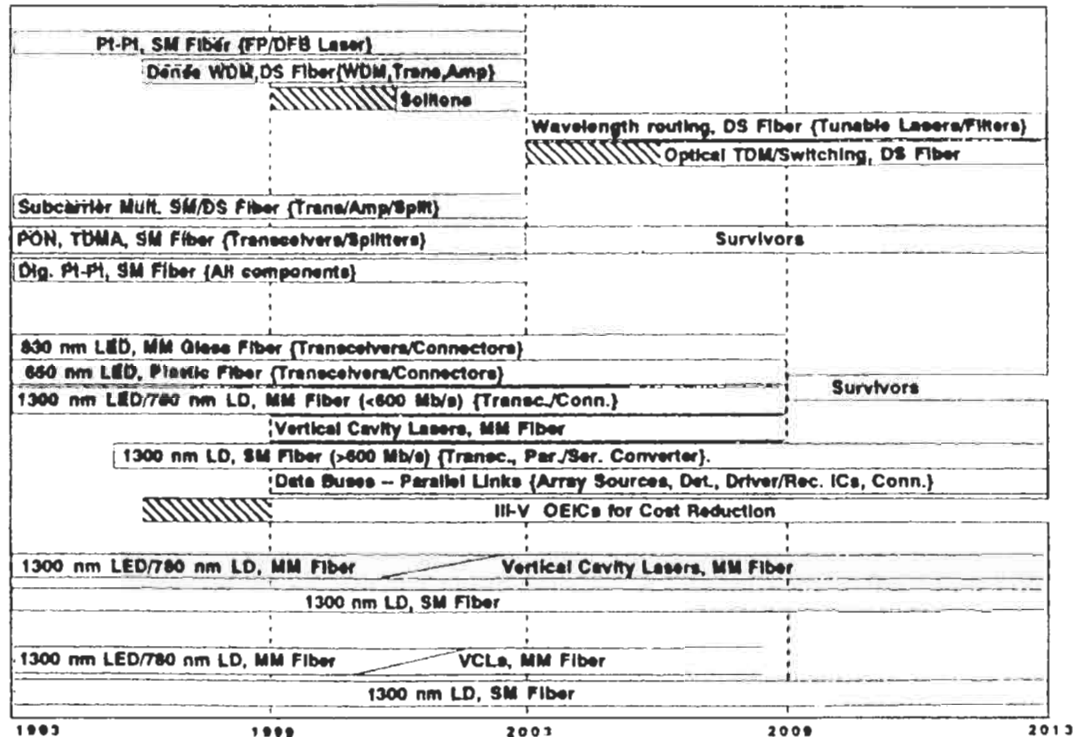 Pt-Pt, SM Fiber {FP/DFB Laser}
Dense WDM, DS Fiber{WDM,Trans,Amp}
Solitons
Wavelength routing, DS Fiber {Tunable Lasers/Filters}
Optical TDM/Switching, DS Fiber
Subcarrier Mult. SM/DS Fiber {Trans/Amp/Split}
PON, TDMA, SM Fiber {Transceivers/Splitters} Survivors
Dig. Pt-Pt, SM Fiber {All components}
830 nm LED, MM Glass Fiber {Transceivers/Connectors}
660 nm LED, Plastic Fiber {Transceivers/Connectors}
Survivors
1300 nm LED/780 nm LD, MM Fiber (<600 Mb/s) {Transc./Conn.}
Vertical Cavity Lasers, MM Fiber
1300 nm LD, SM Fiber (>600 Mb/s) {Transc., Par./Ser. Converter}.
Data Buses -- Parallel Links {Array Sources, Det., Driver/Rec. ICs, Conn.}
III-V OEICs for Cost Reduction
1300 nm LED/780 nm LD, MM Fiber Vertical Cavity Lasers, MM Fiber
1300 nm LD, SM Fiber
1300 nm LED/780 nm LD, MM Fiber VCLs, MM Fiber
1300 nm LD, SM Fiber
1993 1999 2003 2009 2013